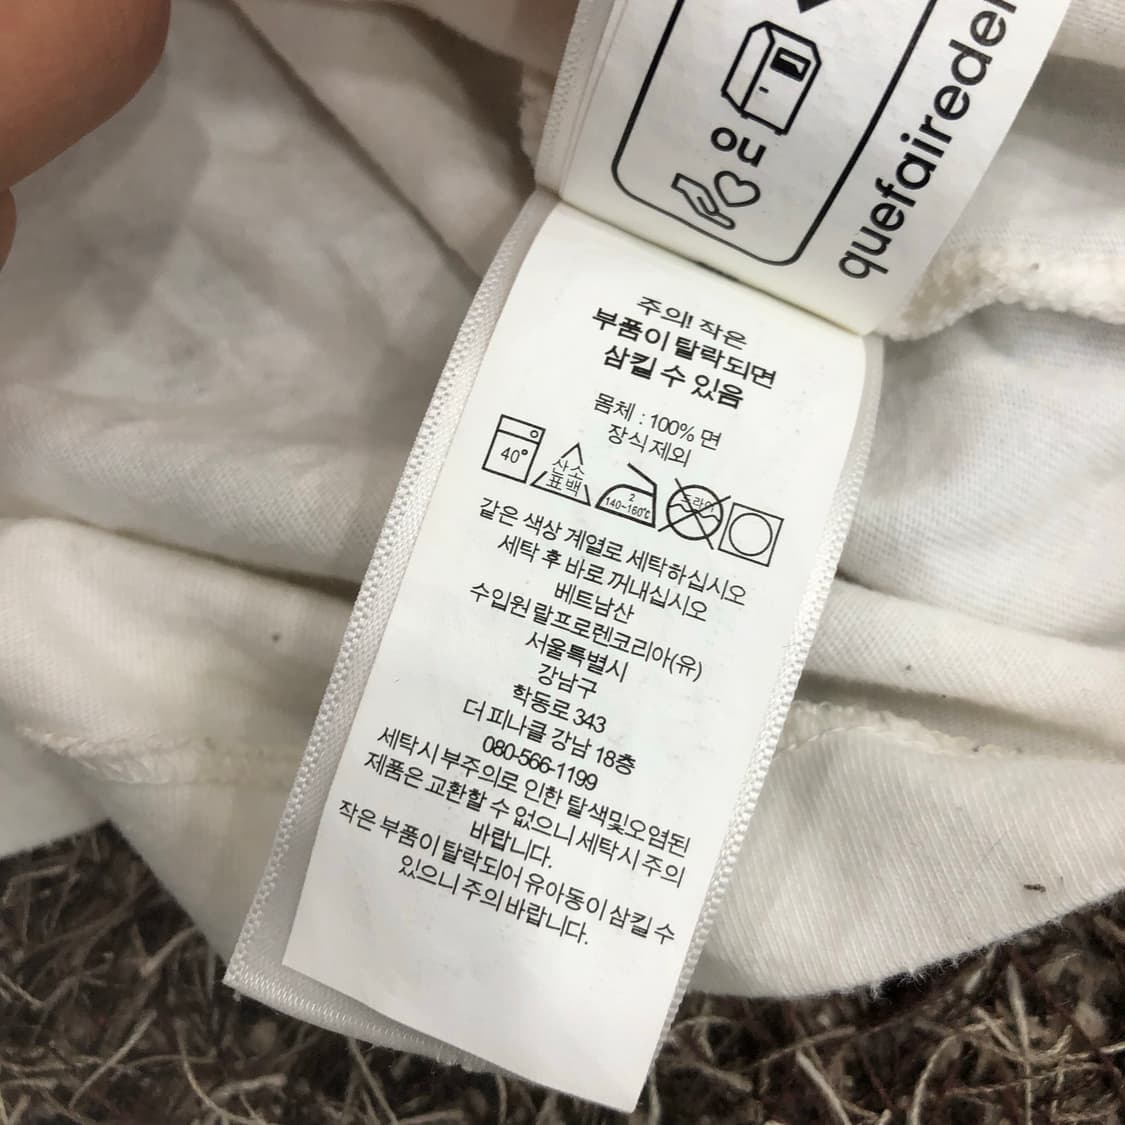 ou
quefairede
주의! 작은
부품이 탈락되면
삼킬 수 있음
몸체 : 100% 면
장식 제외
40°
산소
표백
2
140~160℃
드라이
같은 색상 계열로 세탁하십시오
세탁 후 바로 꺼내십시오
베트남산
수입원 랄프로렌코리아(유)
서울특별시
강남구
학동로 343
더 피나클 강남 18층
080-566-1199
세탁시 부주의로 인한 탈색및오염된
제품은 교환할 수 없으니 세탁시 주의
바랍니다.
작은 부품이 탈락되어 유아동이 삼킬 수
있으니 주의 바랍니다.